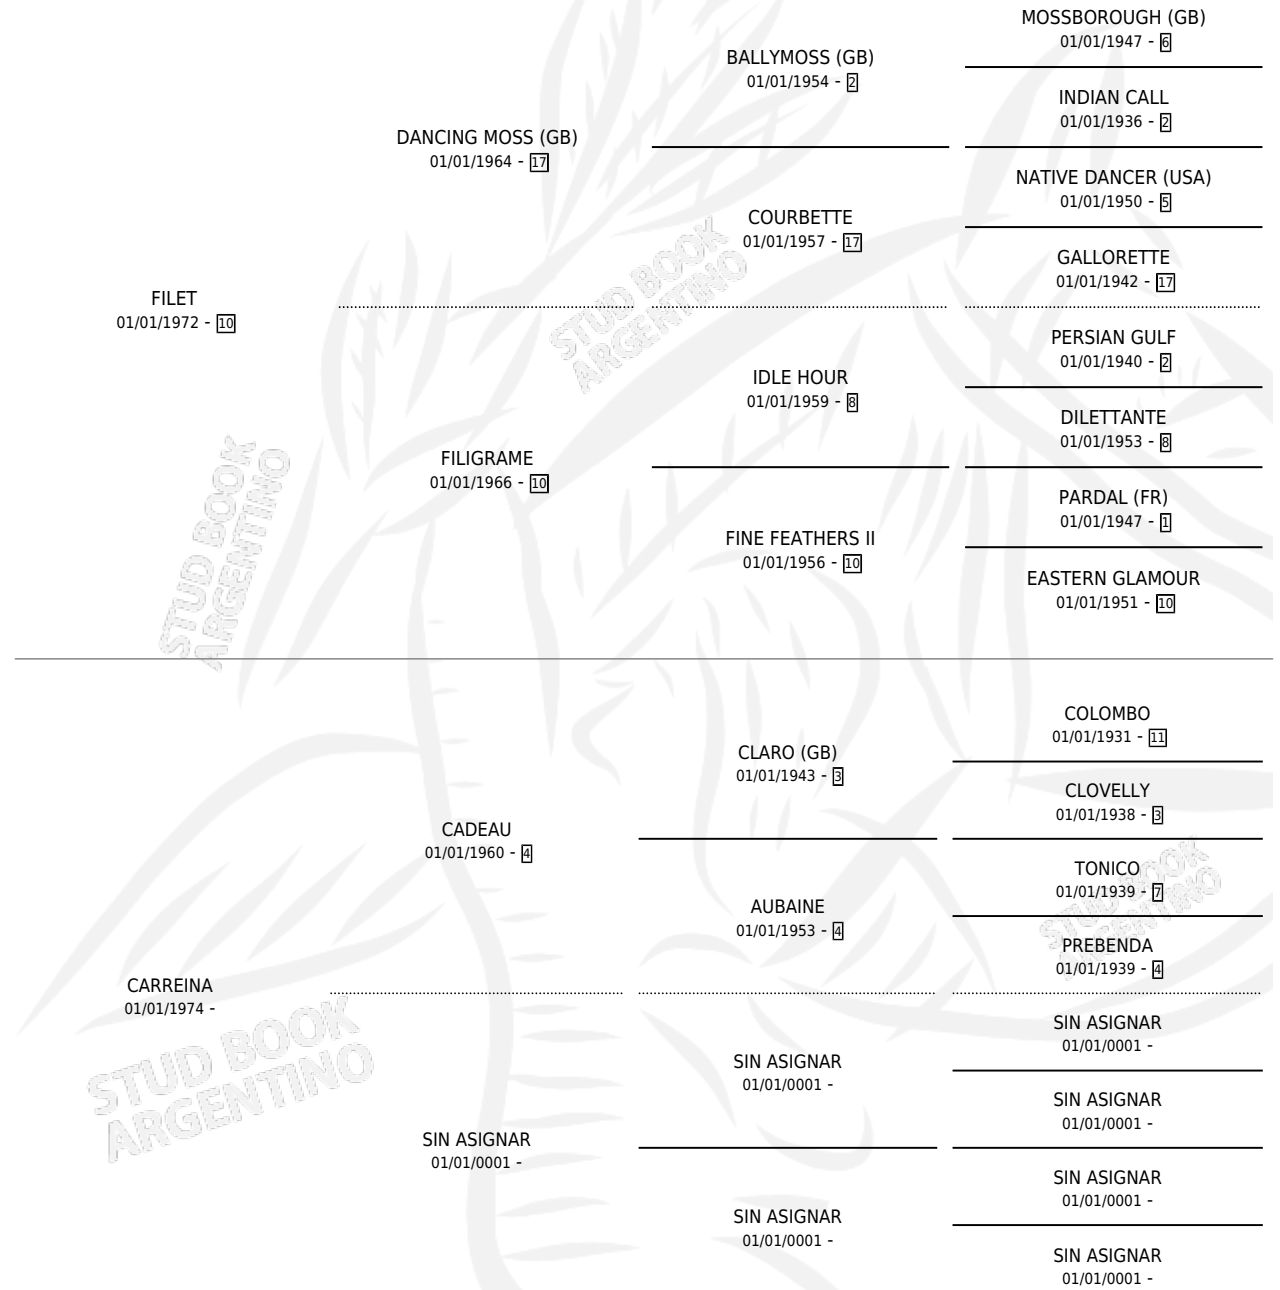 MOSSBOROUGH (GB)
01/01/1947 - 6
BALLYMOSS (GB)
01/01/1954 - 2
INDIAN CALL
01/01/1936 - 2
DANCING MOSS (GB)
01/01/1964 - 17
NATIVE DANCER (USA)
01/01/1950 - 5
COURBETTE
01/01/1957 - 17
GALLORETTE
01/01/1942 - 17
FILET
01/01/1972 - 10
STUD BOOK
ARGENTINO
PERSIAN GULF
01/01/1940 - 2
IDLE HOUR
01/01/1959 - 8
DILETTANTE
01/01/1953 - 8
FILIGRAME
01/01/1966 - 10
PARDAL (FR)
01/01/1947 - 1
FINE FEATHERS II
01/01/1956 - 10
EASTERN GLAMOUR
01/01/1951 - 10
STUD BOOK
ARGENTINO
COLOMBO
01/01/1931 - 11
CLARO (GB)
01/01/1943 - 3
CLOVELLY
01/01/1938 - 3
CADEAU
01/01/1960 - 4
TONICO
01/01/1939 - 7
AUBAINE
01/01/1953 - 4
PREBENDA
01/01/1939 - 4
STUD BOOK
ARGENTINO
CARREINA
01/01/1974 -
SIN ASIGNAR
01/01/0001 -
SIN ASIGNAR
01/01/0001 -
SIN ASIGNAR
01/01/0001 -
STUD BOOK
ARGENTINO
SIN ASIGNAR
01/01/0001 -
SIN ASIGNAR
01/01/0001 -
SIN ASIGNAR
01/01/0001 -
SIN ASIGNAR
01/01/0001 -